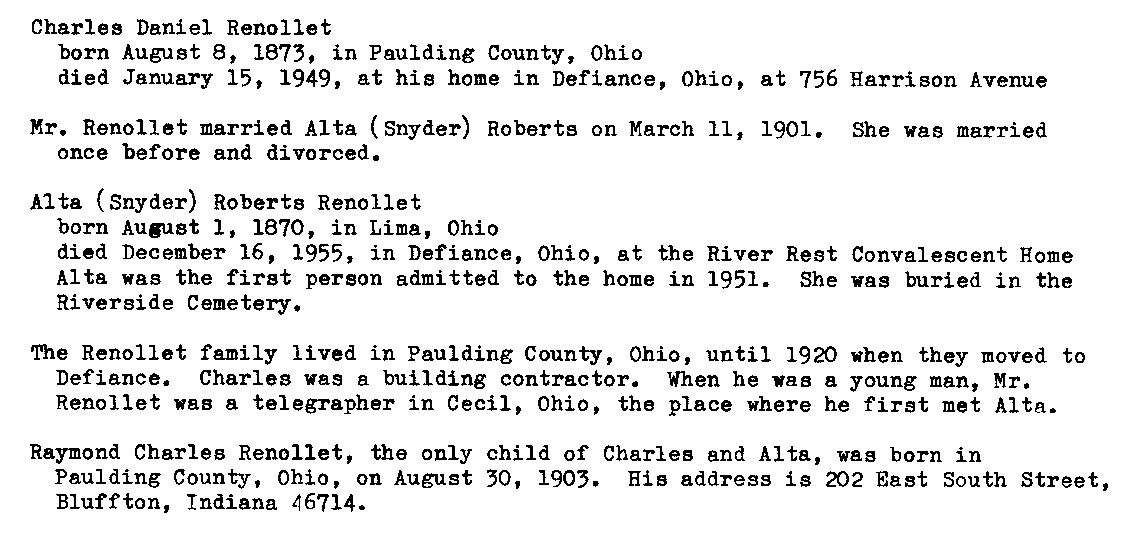 Charles Daniel Renollet
born August 8, 1873, in Paulding County, Ohio
died January 15, 1949, at his home in Defiance, Ohio, at 756 Harrison Avenue
Mr. Renollet married Alta (Snyder) Roberts on March 11, 1901. She was married
once before and divorced.
Alta (Snyder) Roberts Renollet
born August 1, 1870, in Lima, Ohio
died December 16, 1955, in Defiance, Ohio, at the River Rest Convalescent Home
Alta was the first person admitted to the home in 1951. She was buried in the
Riverside Cemetery.
The Renollet family lived in Paulding County, Ohio, until 1920 when they moved to
Defiance. Charles was a building contractor. When he was a young man, Mr.
Renollet was a telegrapher in Cecil, Ohio, the place where he first met Alta.
Raymond Charles Renollet, the only child of Charles and Alta, was born in
Paulding County, Ohio, on August 30, 1903. His address is 202 East South Street,
Bluffton, Indiana 46714.